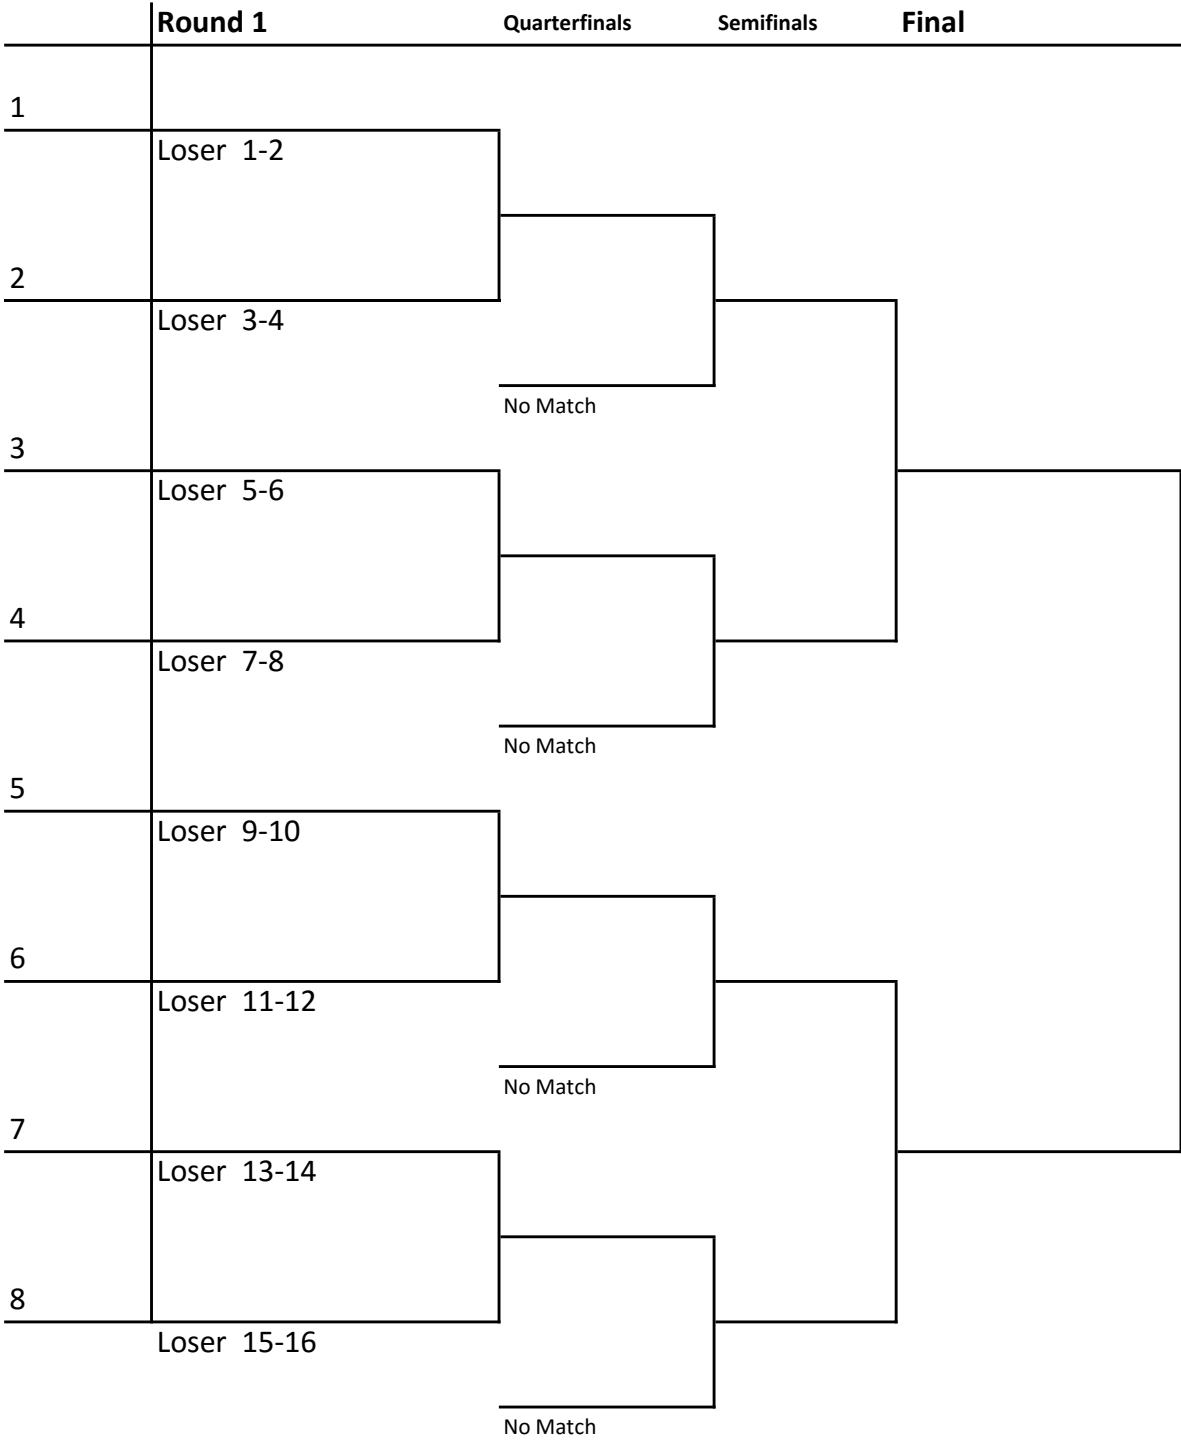 Round 1 Quarterfinals Semifinals Final
1
Loser 1-2
2
Loser 3-4
No Match
3
Loser 5-6
4
Loser 7-8
No Match
5
Loser 9-10
6
Loser 11-12
No Match
7
Loser 13-14
8
Loser 15-16
No Match